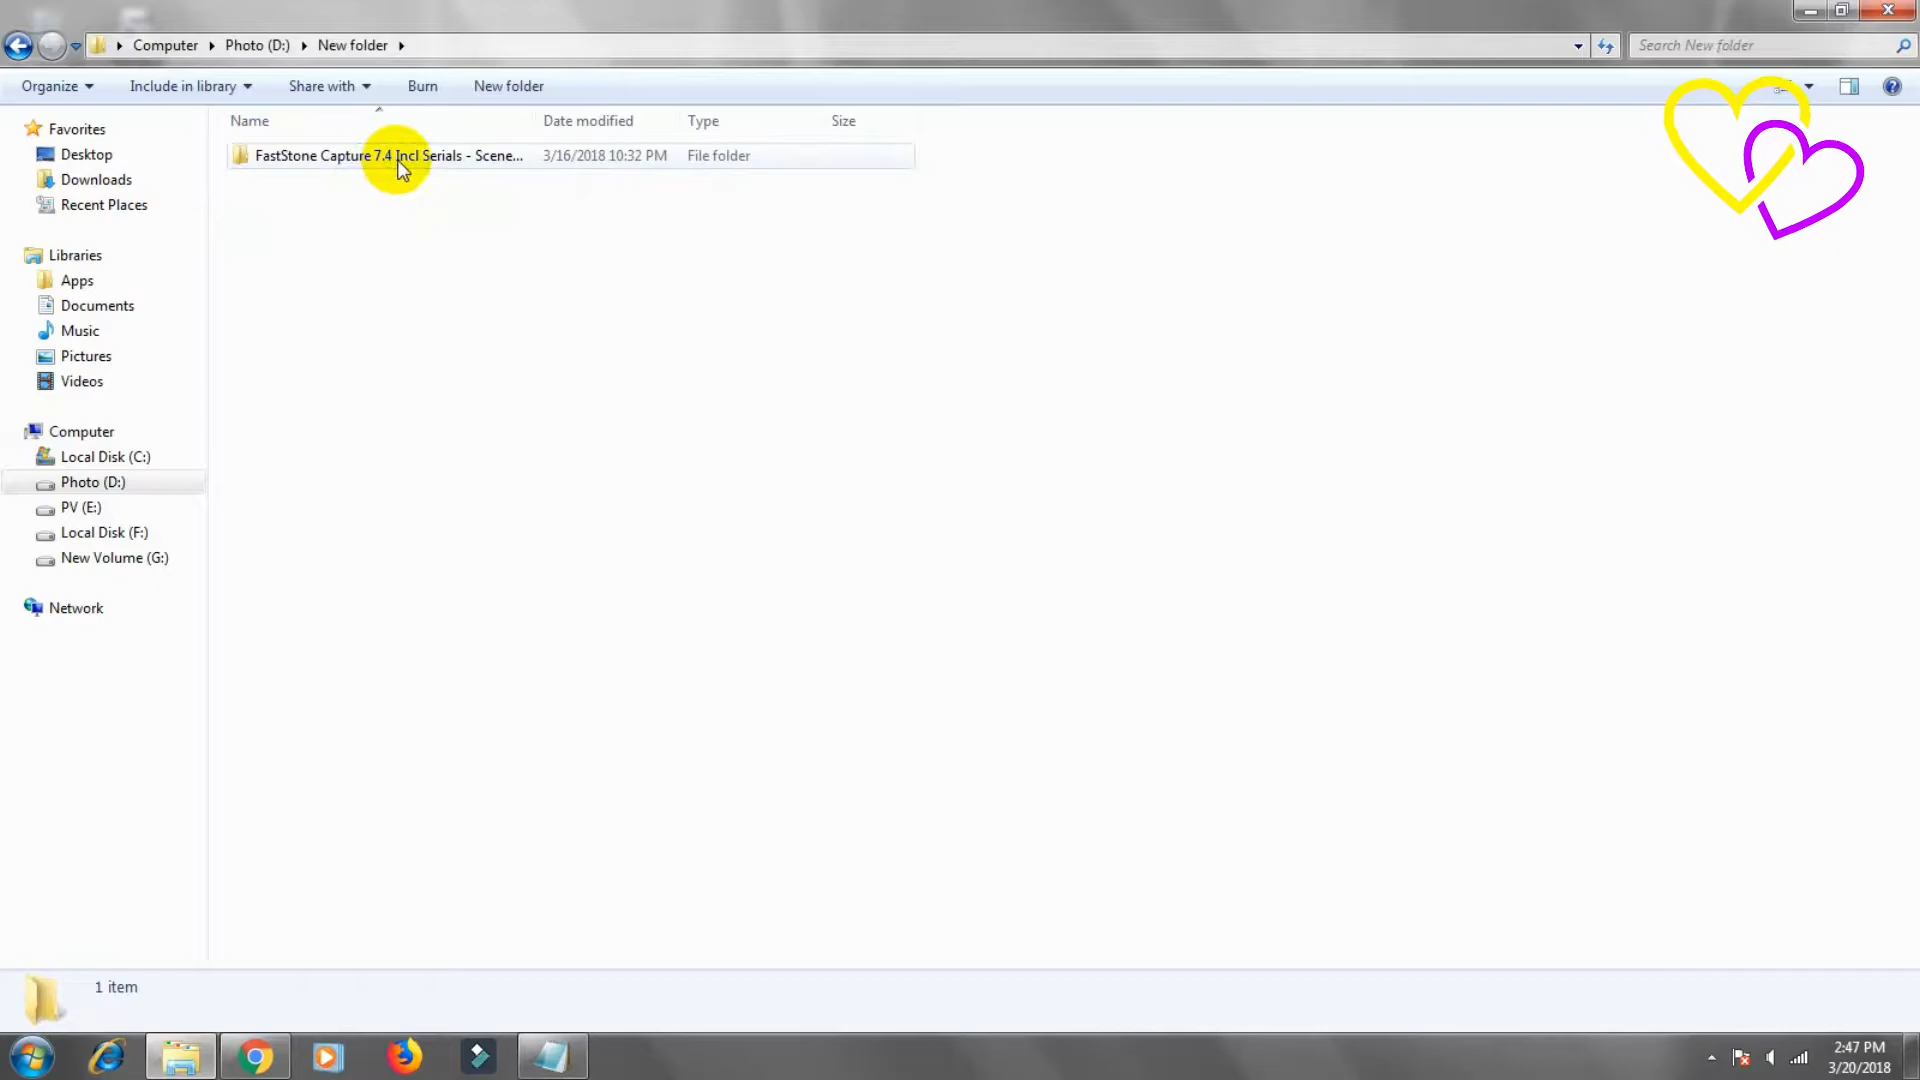 Computer Photo (D:) New folder
Search New folder
Organize Include in library Share with Burn New folder
Name Date modified Type Size
FastStone Capture 7.4 Incl Serials - Scene... 3/16/2018 10:32 PM File folder
Favorites
Desktop
Downloads
Recent Places
Libraries
Apps
Documents
Music
Pictures
Videos
Computer
Local Disk (C:)
Photo (D:)
PV (E:)
Local Disk (F:)
New Volume (G:)
Network
1 item
2:47 PM
3/20/2018